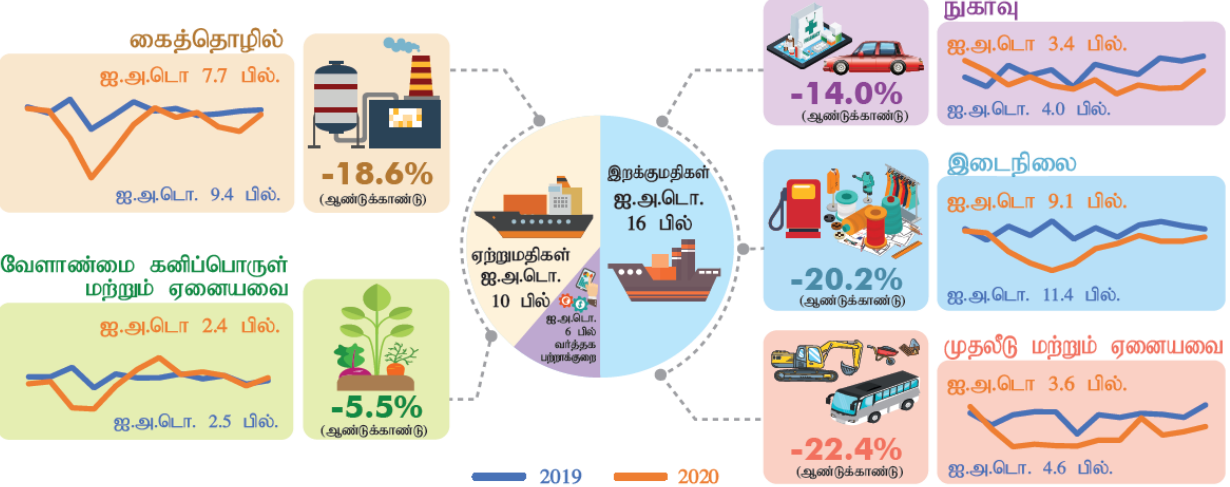 கைத்தொழில்
ஐ.அ.டொ 7.7 பில்.
ஐ.அ.டொ. 9.4 பில்.
-18.6%
(ஆண்டுக்காண்டு)
வேளாண்மை கனிப்பொருள்
மற்றும் ஏனையவை
ஐ.அ.டொ 2.4 பில்.
ஐ.அ.டொ. 2.5 பில்.
-5.5%
(ஆண்டுக்காண்டு)
ஏற்றுமதிகள்
ஐ.அ.டொ.
10 பில்
ஐ.அ.டொ.
6 பில்
வர்த்தக
பற்றாக்குறை
இறக்குமதிகள்
ஐ.அ.டொ.
16 பில்
-14.0%
(ஆண்டுக்காண்டு)
நுகர்வு
ஐ.அ.டொ 3.4 பில்.
ஐ.அ.டொ. 4.0 பில்.
-20.2%
(ஆண்டுக்காண்டு)
இடைநிலை
ஐ.அ.டொ 9.1 பில்.
ஐ.அ.டொ. 11.4 பில்.
-22.4%
(ஆண்டுக்காண்டு)
முதலீடு மற்றும் ஏனையவை
ஐ.அ.டொ 3.6 பில்.
ஐ.அ.டொ. 4.6 பில்.
2019 2020